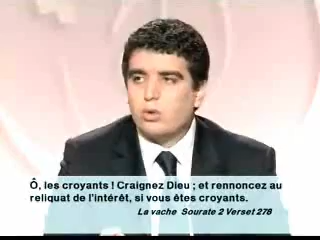 Ô, les croyants ! Craignez Dieu ; et rennoncez au
reliquat de l'intérêt, si vous êtes croyants.
La vache Sourate 2 Verset 278